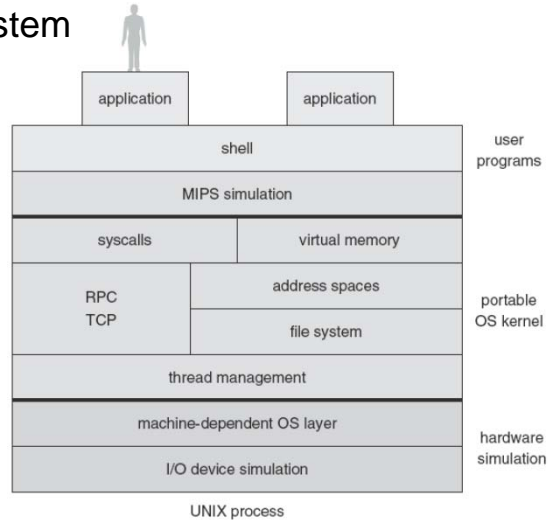 stem
application
application
shell
user
programs
MIPS simulation
syscalls
virtual memory
RPC
TCP
address spaces
file system
portable
OS kernel
thread management
machine-dependent OS layer
hardware
simulation
I/O device simulation
UNIX process